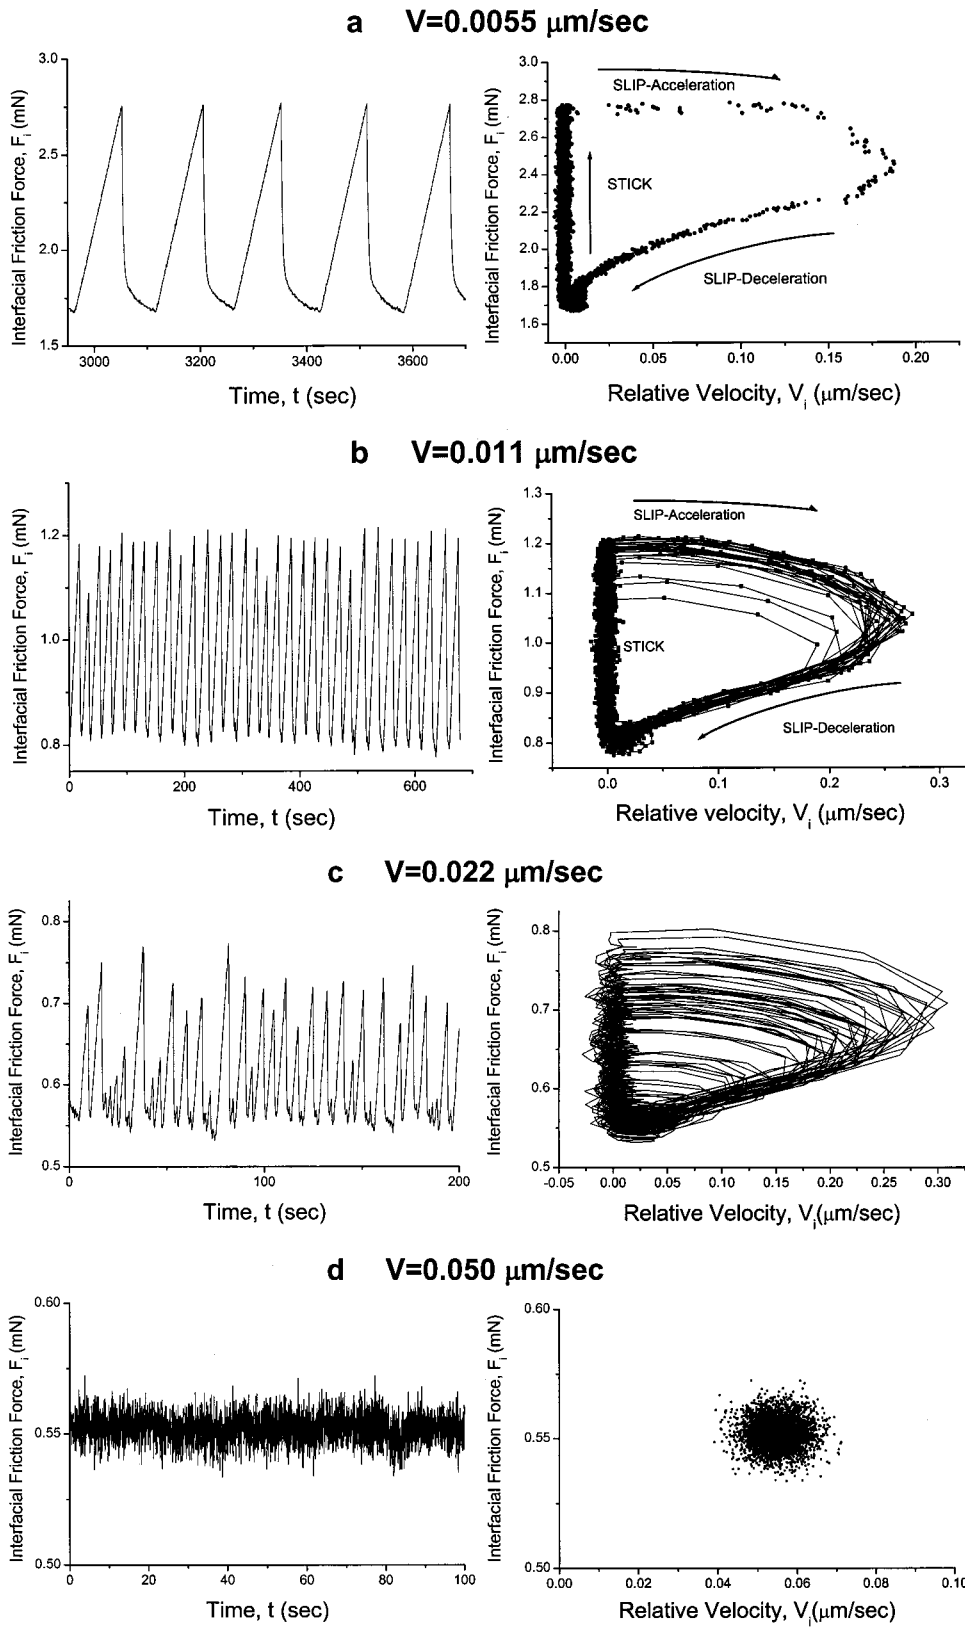 a V=0.0055 μm/sec
Interfacial Friction Force, F_i (mN)
3.0
2.5
2.0
1.5
3000
3200
3400
3600
Time, t (sec)
Interfacial Friction Force, F_i (mN)
3.0
2.8
2.6
2.4
2.2
2.0
1.8
1.6
SLIP-Acceleration
STICK
SLIP-Deceleration
0.00
0.05
0.10
0.15
0.20
Relative Velocity, V_i (μm/sec)
b V=0.011 μm/sec
Interfacial Friction Force, F_i (mN)
1.2
1.0
0.8
0
200
400
600
Time, t (sec)
Interfacial Friction Force, F_i (mN)
1.3
1.2
1.1
1.0
0.9
0.8
SLIP-Acceleration
STICK
SLIP-Deceleration
0.0
0.1
0.2
0.3
Relative velocity, V_i (μm/sec)
c V=0.022 μm/sec
Interfacial Friction Force, F_i (mN)
0.8
0.7
0.6
0.5
0
100
200
Time, t (sec)
Interfacial Friction Force, F_i (mN)
0.8
0.7
0.6
0.5
-0.05
0.00
0.05
0.10
0.15
0.20
0.25
0.30
Relative Velocity, V_i(μm/sec)
d V=0.050 μm/sec
Interfacial Friction Force, F_i (mN)
0.60
0.55
0.50
0
20
40
60
80
100
Time, t (sec)
Interfacial Friction Force, F_i (mN)
0.60
0.55
0.50
0.00
0.02
0.04
0.06
0.08
0.10
Relative Velocity, V_i(μm/sec)